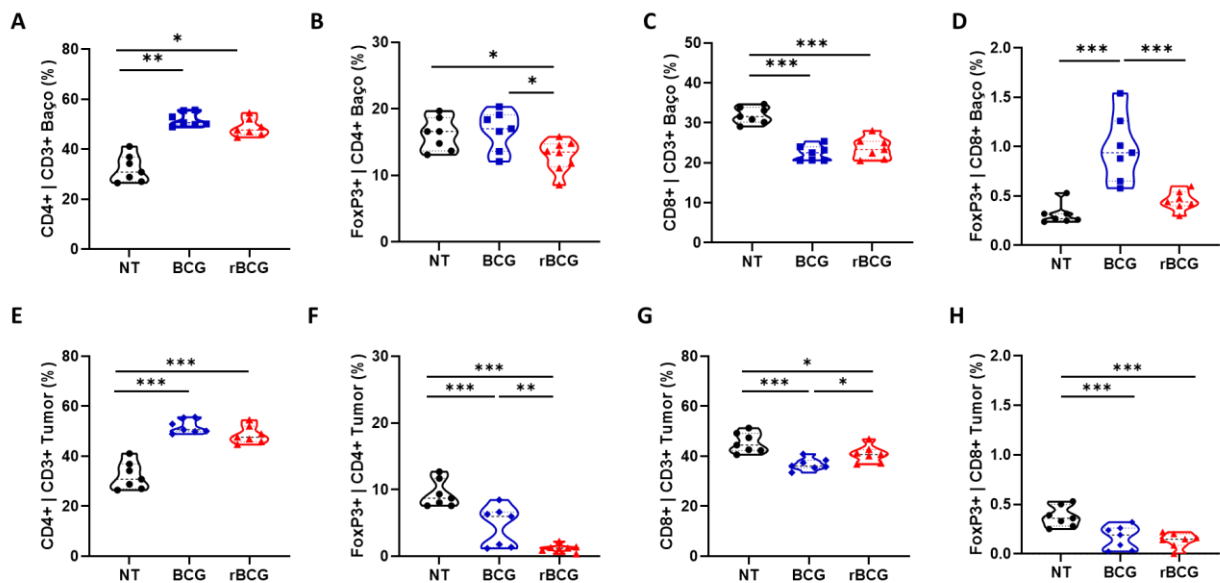 A
CD4+ | CD3+ Baço (%)
80
60
40
20
0
*
**
NT BCG rBCG
B
FoxP3+ | CD4+ Baço (%)
30
20
10
0
*
*
NT BCG rBCG
C
CD8+ | CD3+ Baço (%)
50
40
30
20
10
0
***
***
NT BCG rBCG
D
FoxP3+ | CD8+ Baço (%)
2.0
1.5
1.0
0.5
0.0
*** ***
NT BCG rBCG
E
CD4+ | CD3+ Tumor (%)
80
60
40
20
0
***
***
NT BCG rBCG
F
FoxP3+ | CD4+ Tumor (%)
30
20
10
0
***
*** **
NT BCG rBCG
G
CD8+ | CD3+ Tumor (%)
80
60
40
20
0
*
*** *
NT BCG rBCG
H
FoxP3+ | CD8+ Tumor (%)
2.0
1.5
1.0
0.5
0.0
***
***
NT BCG rBCG